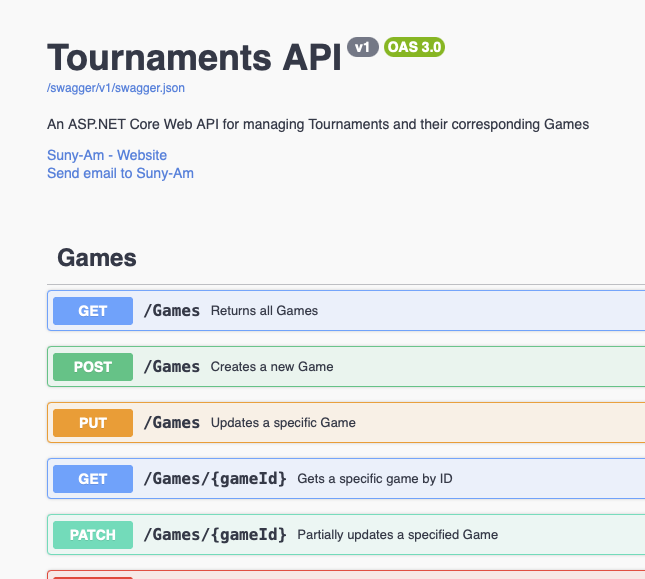 Tournaments API v1 OAS 3.0
/swagger/v1/swagger.json
An ASP.NET Core Web API for managing Tournaments and their corresponding Games
Suny-Am - Website
Send email to Suny-Am
Games
GET /Games Returns all Games
POST /Games Creates a new Game
PUT /Games Updates a specific Game
GET /Games/{gameId} Gets a specific game by ID
PATCH /Games/{gameId} Partially updates a specified Game